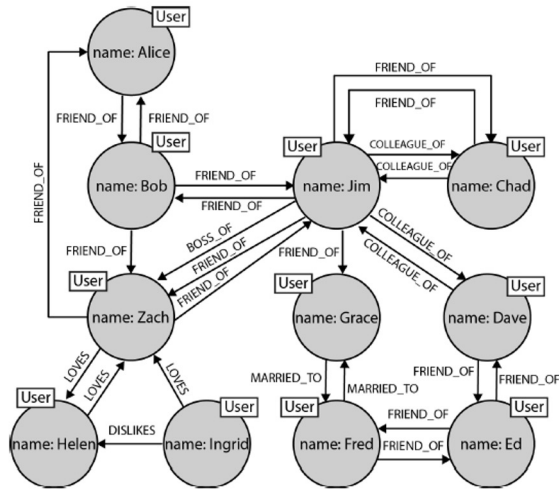 User
name: Alice
FRIEND_OF
FRIEND_OF
FRIEND_OF
User
name: Bob
FRIEND_OF
FRIEND_OF
FRIEND_OF
FRIEND_OF
FRIEND_OF
User
name: Jim
COLLEAGUE_OF
COLLEAGUE_OF
User
name: Chad
BOSS_OF
FRIEND_OF
FRIEND_OF
FRIEND_OF
COLLEAGUE_OF
COLLEAGUE_OF
User
name: Zach
User
name: Grace
User
name: Dave
LOVES
LOVES
LOVES
MARRIED_TO
MARRIED_TO
FRIEND_OF
FRIEND_OF
User
name: Helen
DISLIKES
User
name: Ingrid
User
name: Fred
FRIEND_OF
FRIEND_OF
User
name: Ed